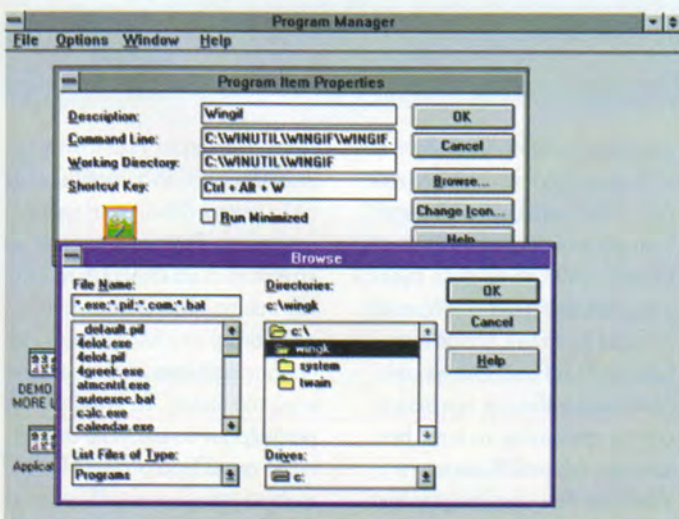 Program Manager
File Options Window Help
Program Item Properties
Description: Wingif
Command Line: C:\WINUTIL\WINGIF\WINGIF.
Working Directory: C:\WINUTIL\WINGIF
Shortcut Key: Ctrl + Alt + W
Run Minimized
OK
Cancel
Browse...
Change Icon...
Help
Browse
File Name:
*.exe;*.pif;*.com;*.bat
_default.pif
4elot.exe
4elot.pif
4greek.exe
atmcntrl.exe
autoexec.bat
calc.exe
calendar.exe
List Files of Type:
Programs
Directories:
c:\wingk
c:\
wingk
system
twain
Drives:
c:
OK
Cancel
Help
DEMO
MORE U
Applicat